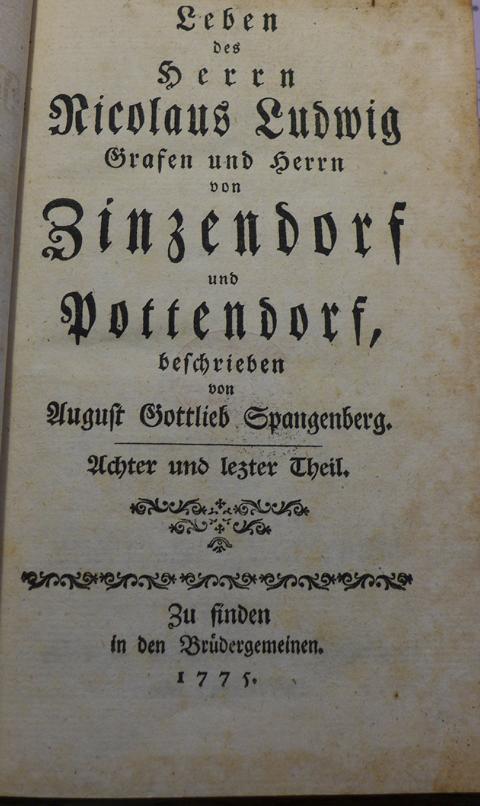 Leben
des
Herrn
Nicolaus Ludwig
Grafen und Herrn
von
Zinzendorf
und
Pottendorf,
beschrieben
von
August Gottlieb Spangenberg.
Achter und lezter Theil.
Zu finden
in den Brüdergemeinen.
1775.